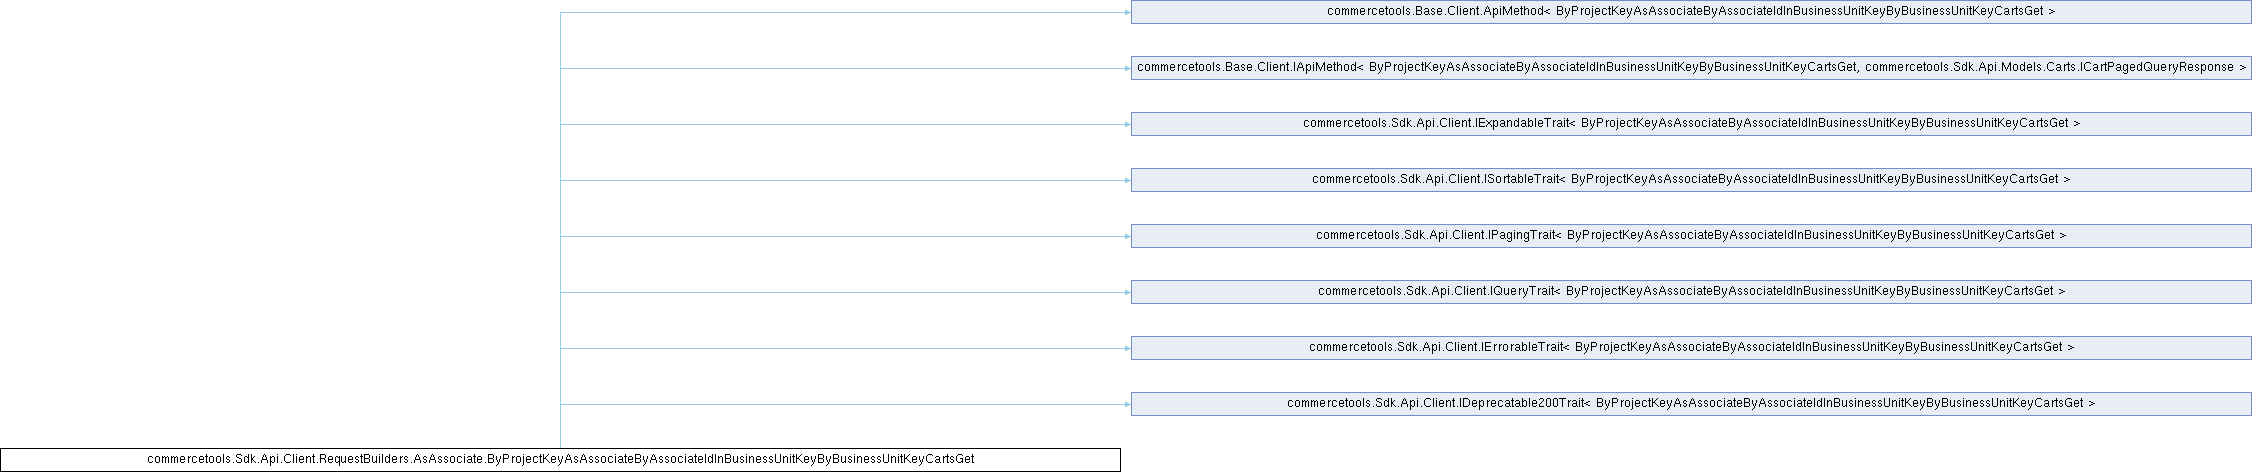 commercetools.Base.Client.ApiMethod< ByProjectKeyAsAssociateByAssociateIdInBusinessUnitKeyByBusinessUnitKeyCartsGet >
commercetools.Base.Client.IApiMethod< ByProjectKeyAsAssociateByAssociateIdInBusinessUnitKeyByBusinessUnitKeyCartsGet, commercetools.Sdk.Api.Models.Carts.ICartPagedQueryResponse >
commercetools.Sdk.Api.Client.IExpandableTrait< ByProjectKeyAsAssociateByAssociateIdInBusinessUnitKeyByBusinessUnitKeyCartsGet >
commercetools.Sdk.Api.Client.ISortableTrait< ByProjectKeyAsAssociateByAssociateIdInBusinessUnitKeyByBusinessUnitKeyCartsGet >
commercetools.Sdk.Api.Client.IPagingTrait< ByProjectKeyAsAssociateByAssociateIdInBusinessUnitKeyByBusinessUnitKeyCartsGet >
commercetools.Sdk.Api.Client.IQueryTrait< ByProjectKeyAsAssociateByAssociateIdInBusinessUnitKeyByBusinessUnitKeyCartsGet >
commercetools.Sdk.Api.Client.IErrorableTrait< ByProjectKeyAsAssociateByAssociateIdInBusinessUnitKeyByBusinessUnitKeyCartsGet >
commercetools.Sdk.Api.Client.IDeprecatable200Trait< ByProjectKeyAsAssociateByAssociateIdInBusinessUnitKeyByBusinessUnitKeyCartsGet >
commercetools.Sdk.Api.Client.RequestBuilders.AsAssociate.ByProjectKeyAsAssociateByAssociateIdInBusinessUnitKeyByBusinessUnitKeyCartsGet